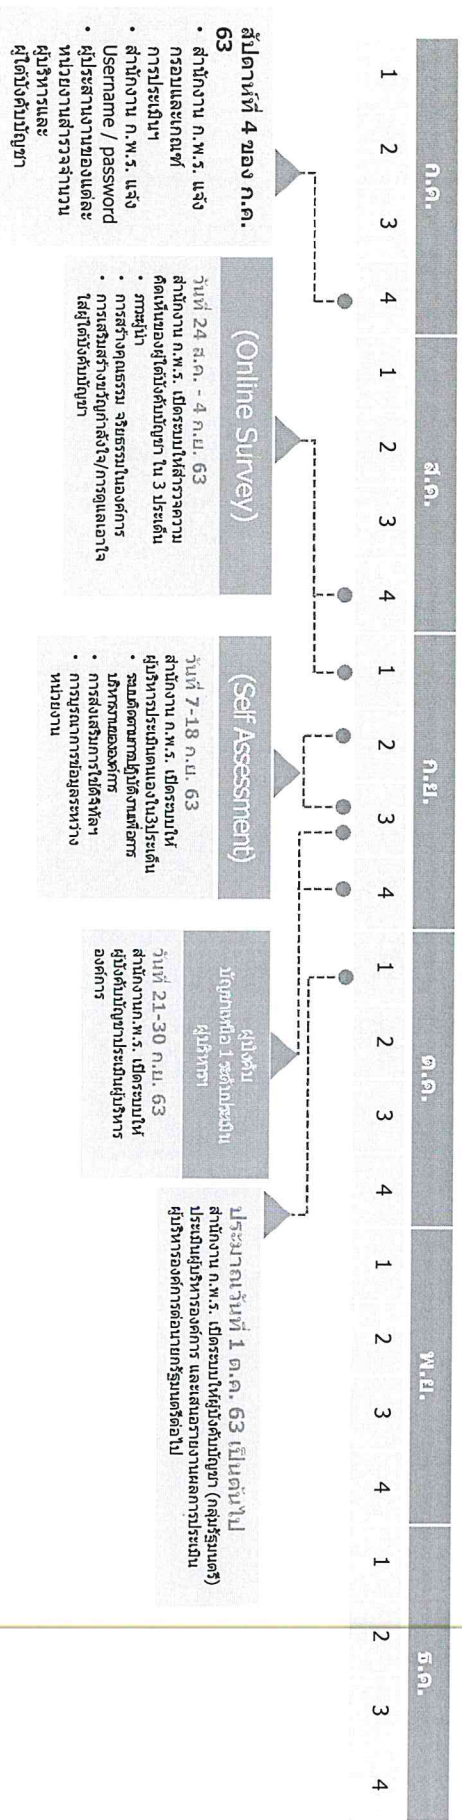 ก.ค. ส.ค. ก.ย. ต.ค. พ.ย. ธ.ค.
1 2 3 4 1 2 3 4 1 2 3 4 1 2 3 4 1 2 3 4 1 2 3 4
สัปดาห์ที่ 4 ของ ก.ค.
63
• สำนักงาน ก.พ.ร. แจ้ง
กรอบและเกณฑ์
การประเมินฯ
• สำนักงาน ก.พ.ร. แจ้ง
Username / password
• ผู้ประสานงานของแต่ละ
หน่วยงานสำรวจจำนวน
ผู้บริหารและ
ผู้ใต้บังคับบัญชา
(Online Survey)
วันที่ 24 ส.ค. - 4 ก.ย. 63
สำนักงาน ก.พ.ร. เปิดระบบให้สำรวจความ
คิดเห็นของผู้ใต้บังคับบัญชา ใน 3 ประเด็น
• ภาวะผู้นำ
• การสร้างคุณธรรม จริยธรรมในองค์การ
• การเสริมสร้างขวัญกำลังใจ/การดูแลเอาใจ
ใส่ผู้ใต้บังคับบัญชา
(Self Assessment)
วันที่ 7-18 ก.ย. 63
สำนักงาน ก.พ.ร. เปิดระบบให้
ผู้บริหารประเมินตนเองใน3ประเด็น
• ระบบติดตามการปฏิบัติงานเพื่อการ
บริหารงานขององค์การ
• การส่งเสริมการใช้ดิจิทัลฯ
• การบูรณาการข้อมูลระหว่าง
หน่วยงาน
ผู้บังคับ
บัญชาเหนือ 1 ระดับประเมิน
ผู้บริหารฯ
วันที่ 21-30 ก.ย. 63
สำนักงานก.พ.ร. เปิดระบบให้
ผู้บังคับบัญชาประเมินผู้บริหาร
องค์การ
ประมาณวันที่ 1 ต.ค. 63 เป็นต้นไป
สำนักงาน ก.พ.ร. เปิดระบบให้ผู้บังคับบัญชา (กลุ่มรัฐมนตรี)
ประเมินผู้บริหารองค์การ และเสนอรายงานผลการประเมิน
ผู้บริหารองค์การต่อนายกรัฐมนตรีต่อไป